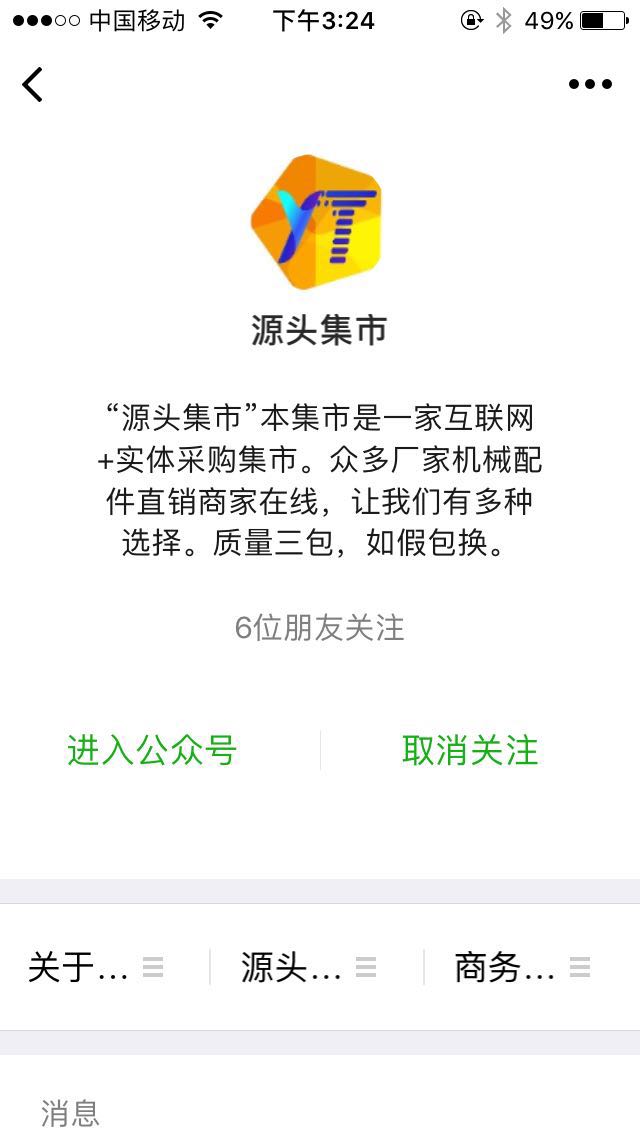 中国移动 下午3:24 49%
YT
源头集市
“源头集市”本集市是一家互联网
+实体采购集市。众多厂家机械配
件直销商家在线，让我们有多种
选择。质量三包，如假包换。
6位朋友关注
进入公众号 取消关注
关于... 源头... 商务...
消息